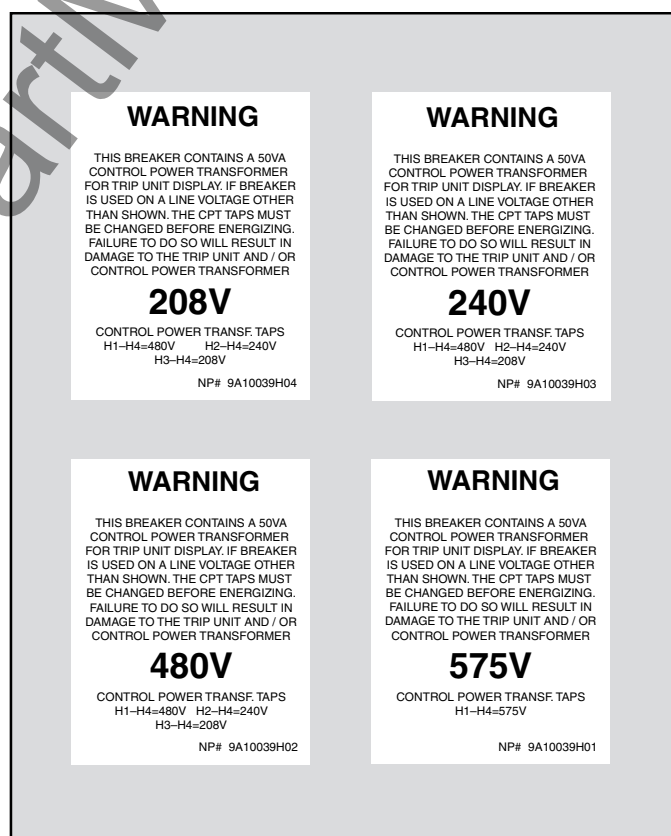 WARNING
THIS BREAKER CONTAINS A 50VA
CONTROL POWER TRANSFORMER
FOR TRIP UNIT DISPLAY. IF BREAKER
IS USED ON A LINE VOLTAGE OTHER
THAN SHOWN. THE CPT TAPS MUST
BE CHANGED BEFORE ENERGIZING.
FAILURE TO DO SO WILL RESULT IN
DAMAGE TO THE TRIP UNIT AND / OR
CONTROL POWER TRANSFORMER
208V
CONTROL POWER TRANSF. TAPS
H1–H4=480V H2–H4=240V
H3–H4=208V
NP# 9A10039H04
WARNING
THIS BREAKER CONTAINS A 50VA
CONTROL POWER TRANSFORMER
FOR TRIP UNIT DISPLAY. IF BREAKER
IS USED ON A LINE VOLTAGE OTHER
THAN SHOWN. THE CPT TAPS MUST
BE CHANGED BEFORE ENERGIZING.
FAILURE TO DO SO WILL RESULT IN
DAMAGE TO THE TRIP UNIT AND / OR
CONTROL POWER TRANSFORMER
240V
CONTROL POWER TRANSF. TAPS
H1–H4=480V H2–H4=240V
H3–H4=208V
NP# 9A10039H03
WARNING
THIS BREAKER CONTAINS A 50VA
CONTROL POWER TRANSFORMER
FOR TRIP UNIT DISPLAY. IF BREAKER
IS USED ON A LINE VOLTAGE OTHER
THAN SHOWN. THE CPT TAPS MUST
BE CHANGED BEFORE ENERGIZING.
FAILURE TO DO SO WILL RESULT IN
DAMAGE TO THE TRIP UNIT AND / OR
CONTROL POWER TRANSFORMER
480V
CONTROL POWER TRANSF. TAPS
H1–H4=480V H2–H4=240V
H3–H4=208V
NP# 9A10039H02
WARNING
THIS BREAKER CONTAINS A 50VA
CONTROL POWER TRANSFORMER
FOR TRIP UNIT DISPLAY. IF BREAKER
IS USED ON A LINE VOLTAGE OTHER
THAN SHOWN. THE CPT TAPS MUST
BE CHANGED BEFORE ENERGIZING.
FAILURE TO DO SO WILL RESULT IN
DAMAGE TO THE TRIP UNIT AND / OR
CONTROL POWER TRANSFORMER
575V
CONTROL POWER TRANSF. TAPS
H1–H4=575V
NP# 9A10039H01